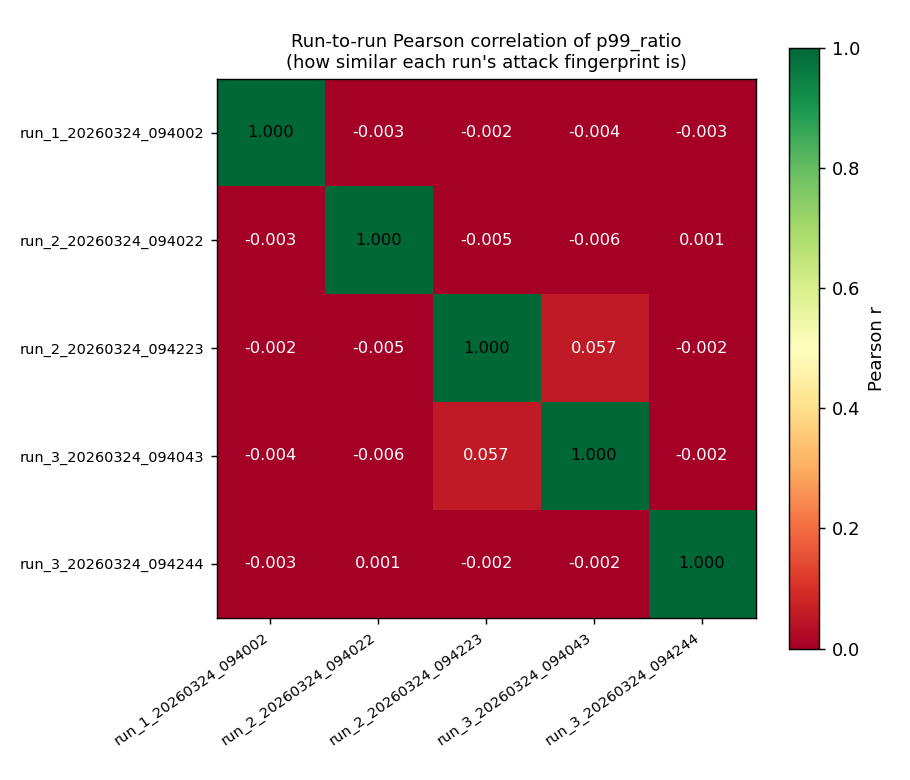 Run-to-run Pearson correlation of p99_ratio
(how similar each run's attack fingerprint is)
run_1_20260324_094002
1.000 -0.003 -0.002 -0.004 -0.003
run_2_20260324_094022
-0.003 1.000 -0.005 -0.006 0.001
run_2_20260324_094223
-0.002 -0.005 1.000 0.057 -0.002
run_3_20260324_094043
-0.004 -0.006 0.057 1.000 -0.002
run_3_20260324_094244
-0.003 0.001 -0.002 -0.002 1.000
run_1_20260324_094002
run_2_20260324_094022
run_2_20260324_094223
run_3_20260324_094043
run_3_20260324_094244
1.0
0.8
0.6
0.4
0.2
0.0
Pearson r